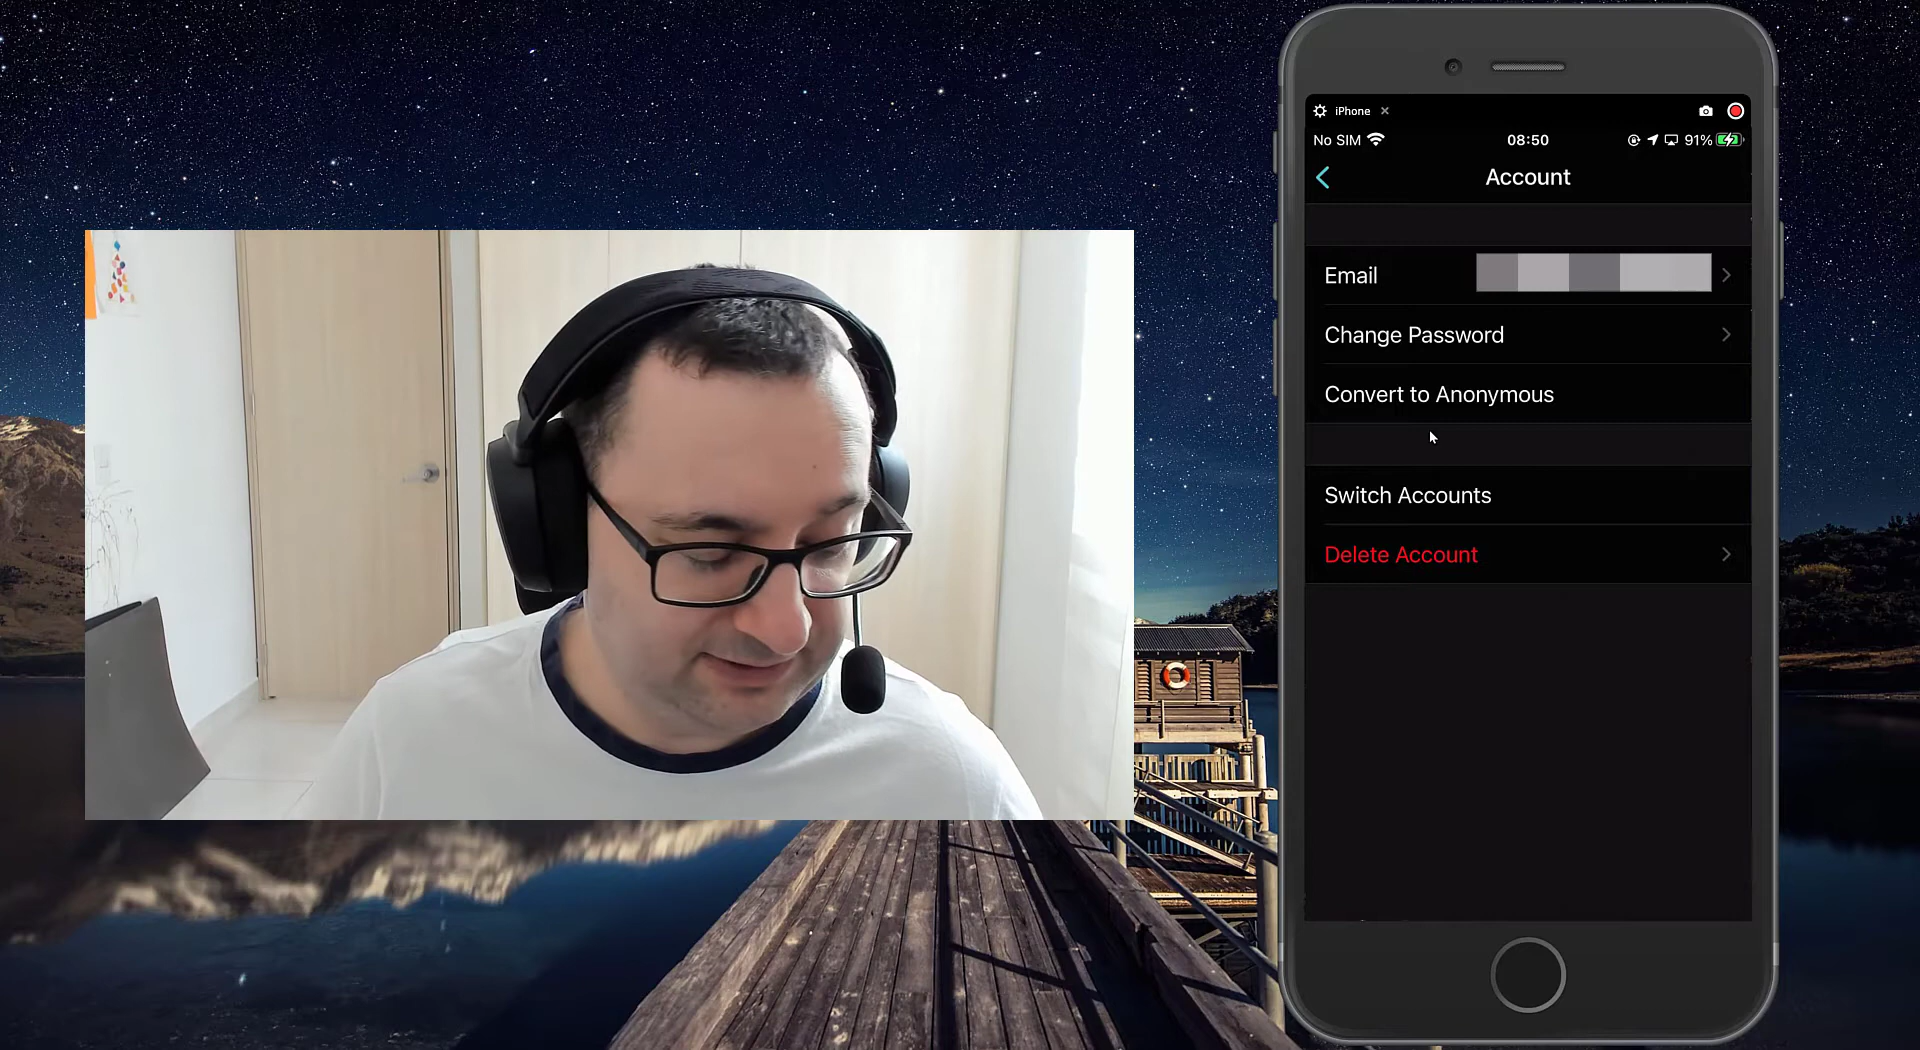 iPhone ×
No SIM 08:50 91%
Account
Email
Change Password
Convert to Anonymous
Switch Accounts
Delete Account